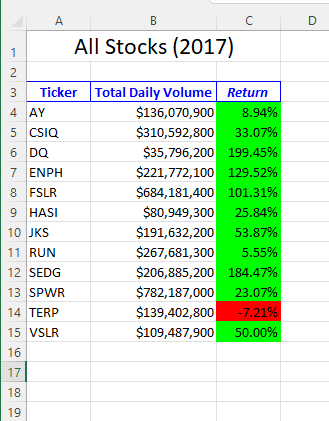 A B C D
1 All Stocks (2017)
2
3 Ticker Total Daily Volume Return
4 AY $136,070,900 8.94%
5 CSIQ $310,592,800 33.07%
6 DQ $35,796,200 199.45%
7 ENPH $221,772,100 129.52%
8 FSLR $684,181,400 101.31%
9 HASI $80,949,300 25.84%
10 JKS $191,632,200 53.87%
11 RUN $267,681,300 5.55%
12 SEDG $206,885,200 184.47%
13 SPWR $782,187,000 23.07%
14 TERP $139,402,800 -7.21%
15 VSLR $109,487,900 50.00%
16
17
18
19